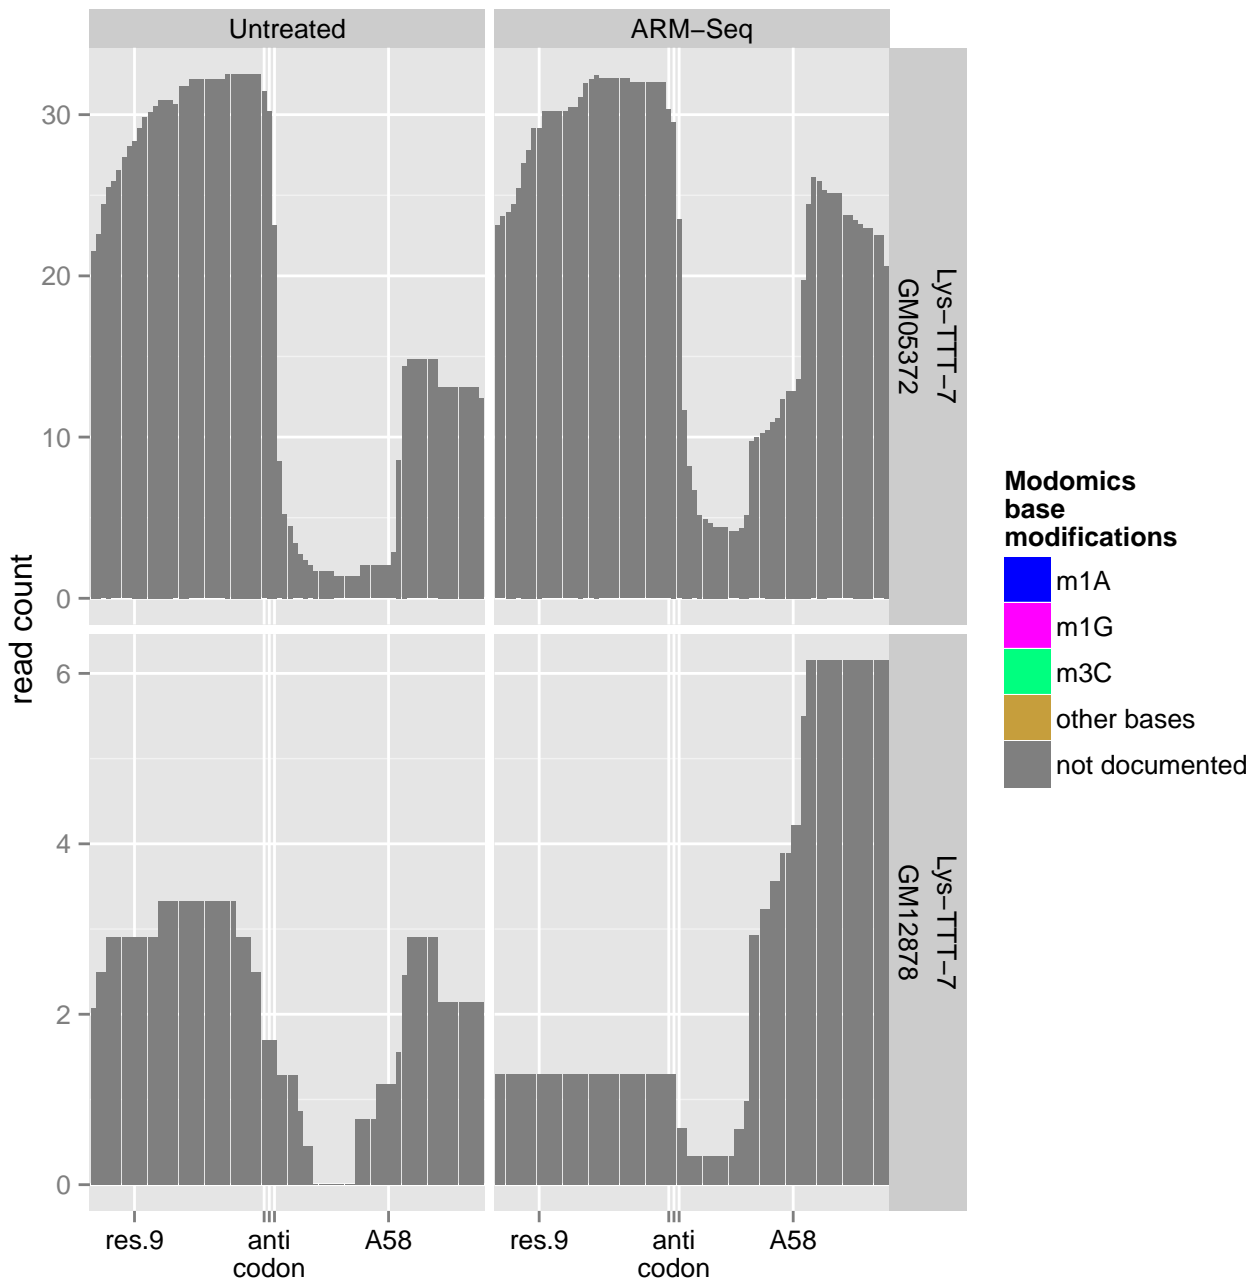 Untreated
ARM−Seq
30
20
10
0
6
4
2
0
read count
Lys−TTT−7
GM05372
Lys−TTT−7
GM12878
res.9
anti
codon
A58
res.9
anti
codon
A58
Modomics
base
modifications
m1A
m1G
m3C
other bases
not documented